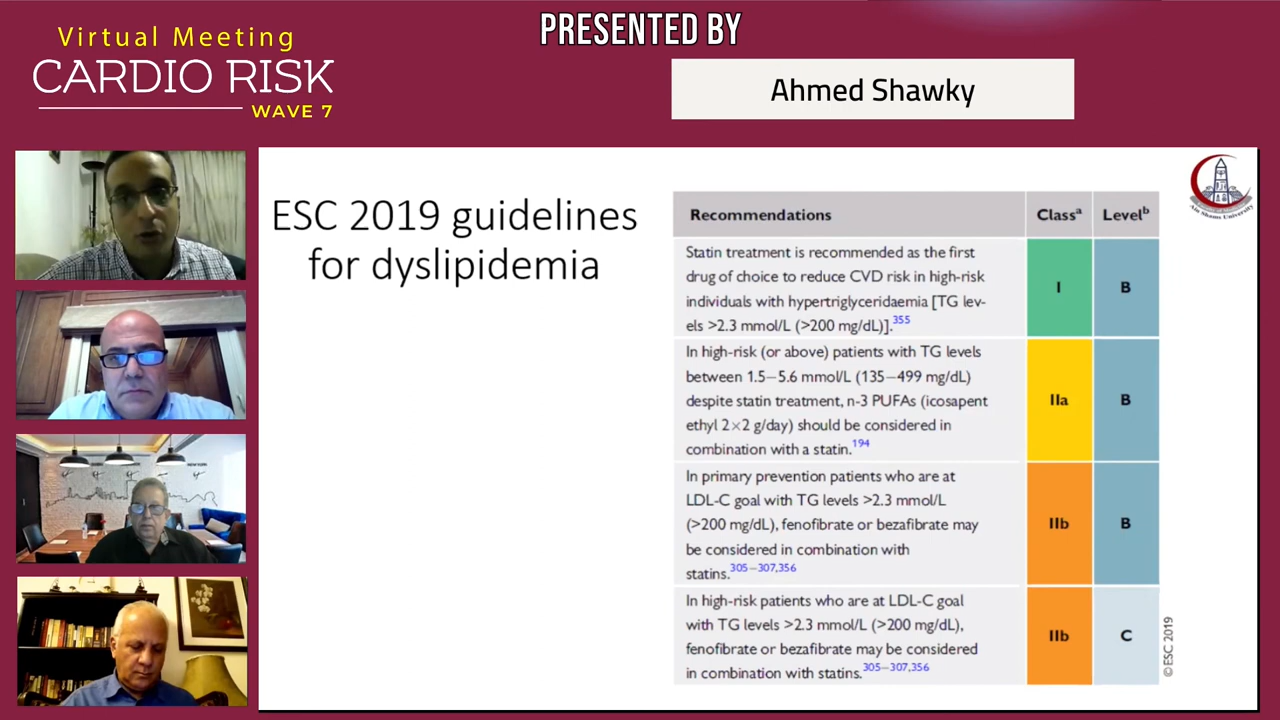 PRESENTED BY
Virtual Meeting
CARDIO RISK
WAVE 7
Ahmed Shawky
ESC 2019 guidelines
for dyslipidemia
Ain Shams University
Recommendations Classᵃ Levelᵇ
Statin treatment is recommended as the first
drug of choice to reduce CVD risk in high-risk
individuals with hypertriglyceridaemia [TG lev-
els >2.3 mmol/L (>200 mg/dL)].³⁵⁵
I B
In high-risk (or above) patients with TG levels
between 1.5–5.6 mmol/L (135–499 mg/dL)
despite statin treatment, n-3 PUFAs (icosapent
ethyl 2×2 g/day) should be considered in
combination with a statin.¹⁹⁴
IIa B
In primary prevention patients who are at
LDL-C goal with TG levels >2.3 mmol/L
(>200 mg/dL), fenofibrate or bezafibrate may
be considered in combination with
statins.³⁰⁵⁻³⁰⁷,³⁵⁶
IIb B
In high-risk patients who are at LDL-C goal
with TG levels >2.3 mmol/L (>200 mg/dL),
fenofibrate or bezafibrate may be considered
in combination with statins.³⁰⁵⁻³⁰⁷,³⁵⁶
IIb C
©ESC 2019